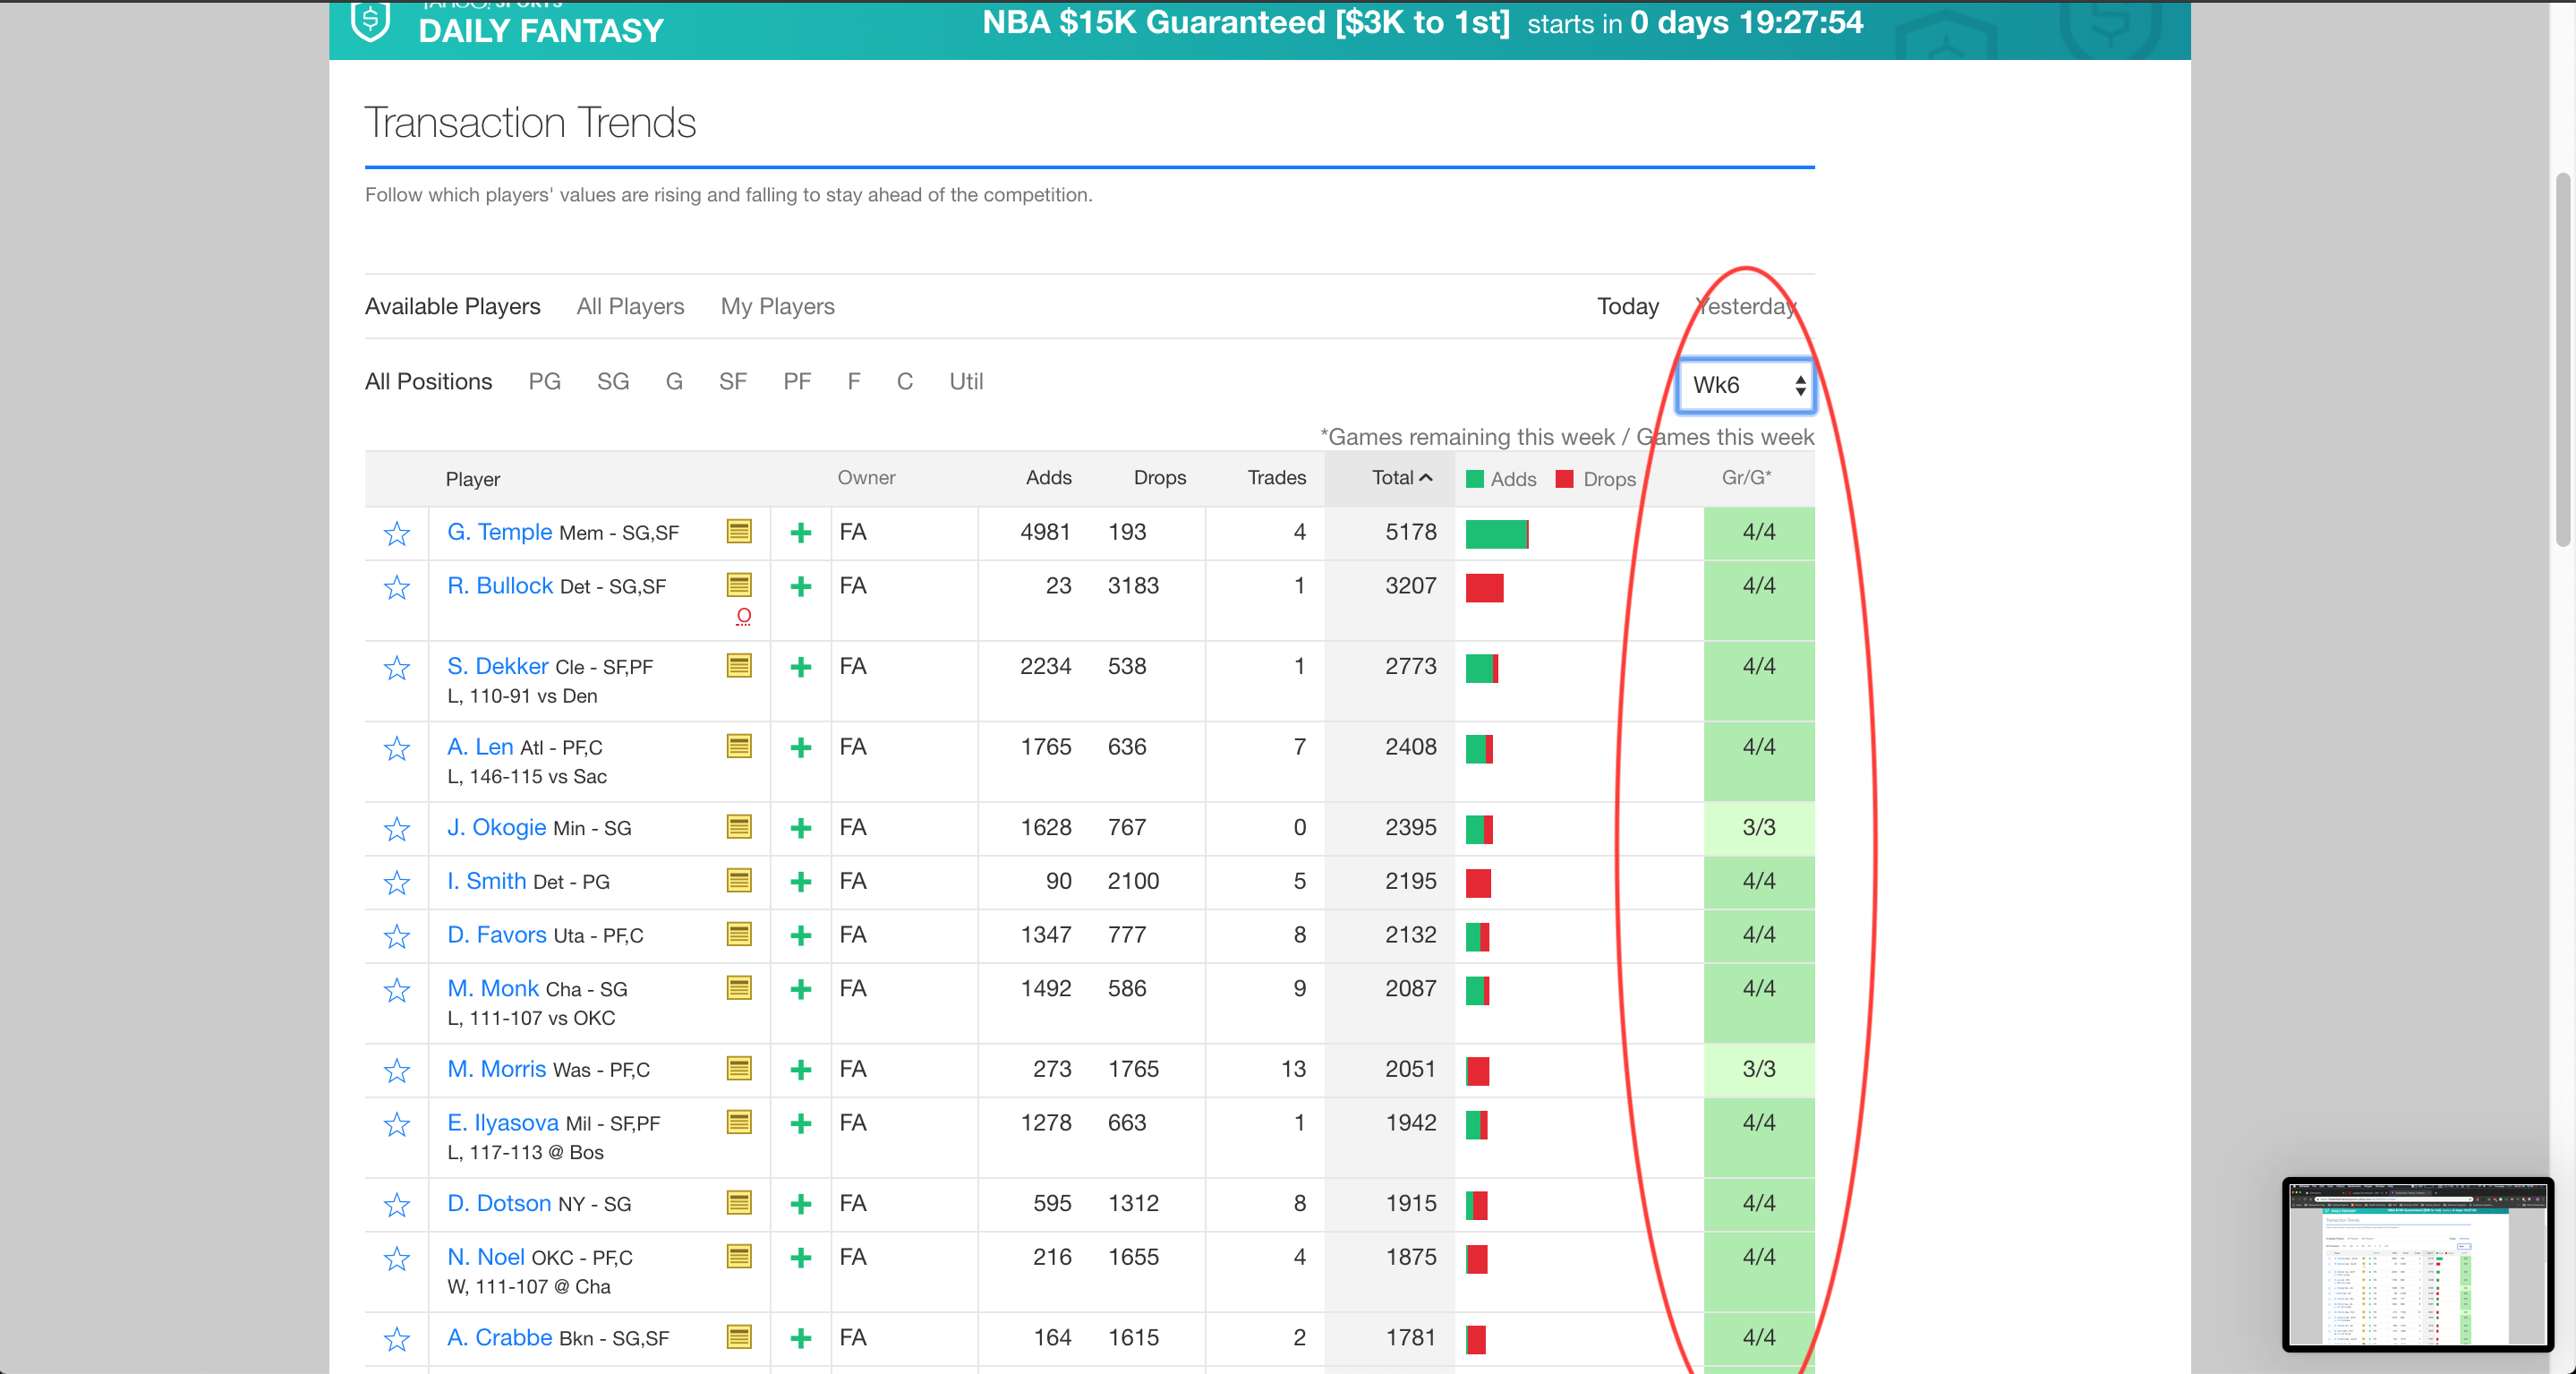 YAHOO! SPORTS
DAILY FANTASY
NBA $15K Guaranteed [$3K to 1st] starts in 0 days 19:27:54
Transaction Trends
Follow which players' values are rising and falling to stay ahead of the competition.
Available Players All Players My Players Today Yesterday
All Positions PG SG G SF PF F C Util Wk6
*Games remaining this week / Games this week
Player Owner Adds Drops Trades Total Adds Drops Gr/G*
G. Temple Mem - SG,SF FA 4981 193 4 5178 4/4
R. Bullock Det - SG,SF FA 23 3183 1 3207 4/4
O
S. Dekker Cle - SF,PF FA 2234 538 1 2773 4/4
L, 110-91 vs Den
A. Len Atl - PF,C FA 1765 636 7 2408 4/4
L, 146-115 vs Sac
J. Okogie Min - SG FA 1628 767 0 2395 3/3
I. Smith Det - PG FA 90 2100 5 2195 4/4
D. Favors Uta - PF,C FA 1347 777 8 2132 4/4
M. Monk Cha - SG FA 1492 586 9 2087 4/4
L, 111-107 vs OKC
M. Morris Was - PF,C FA 273 1765 13 2051 3/3
E. Ilyasova Mil - SF,PF FA 1278 663 1 1942 4/4
L, 117-113 @ Bos
D. Dotson NY - SG FA 595 1312 8 1915 4/4
N. Noel OKC - PF,C FA 216 1655 4 1875 4/4
W, 111-107 @ Cha
A. Crabbe Bkn - SG,SF FA 164 1615 2 1781 4/4